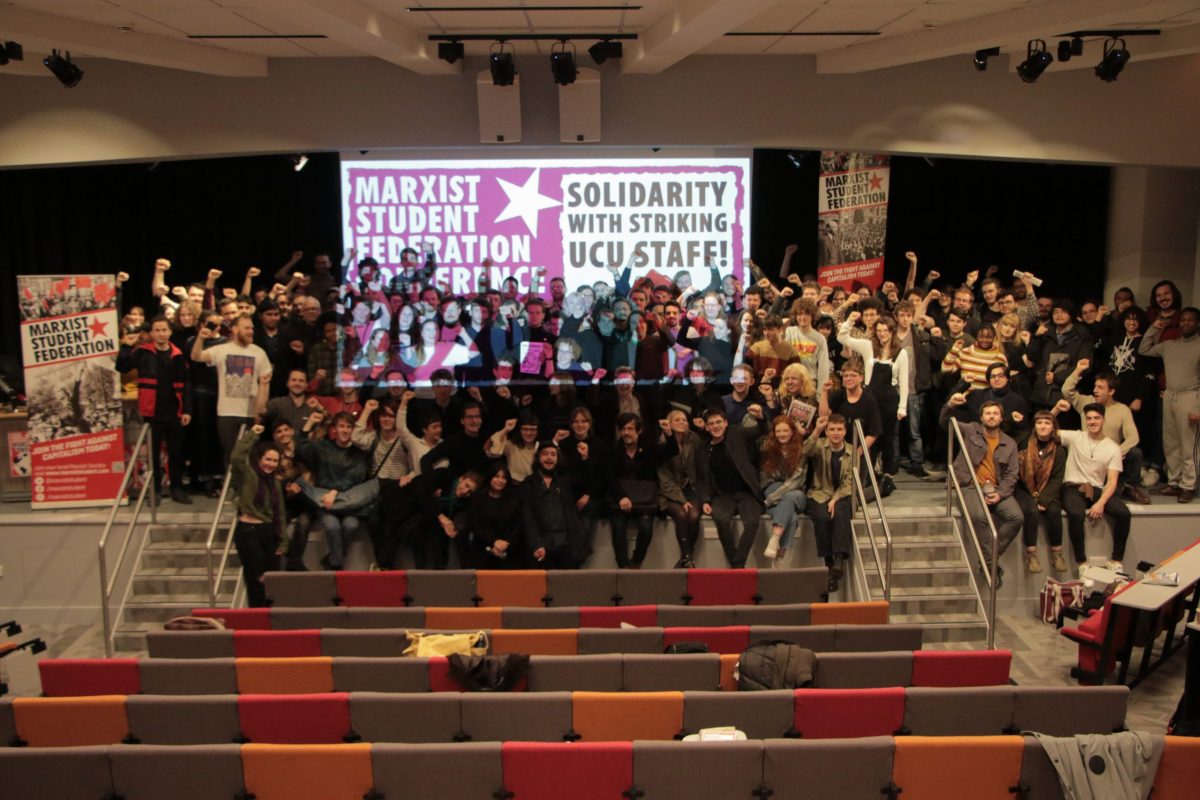 MARXIST
STUDENT
FEDERATION
CONFERENCE
SOLIDARITY
WITH STRIKING
UCU STAFF!
MARXIST
STUDENT
FEDERATION
JOIN THE FIGHT AGAINST
CAPITALISM TODAY!
MARXIST
STUDENT
FEDERATION
JOIN THE FIGHT AGAINST
CAPITALISM TODAY!